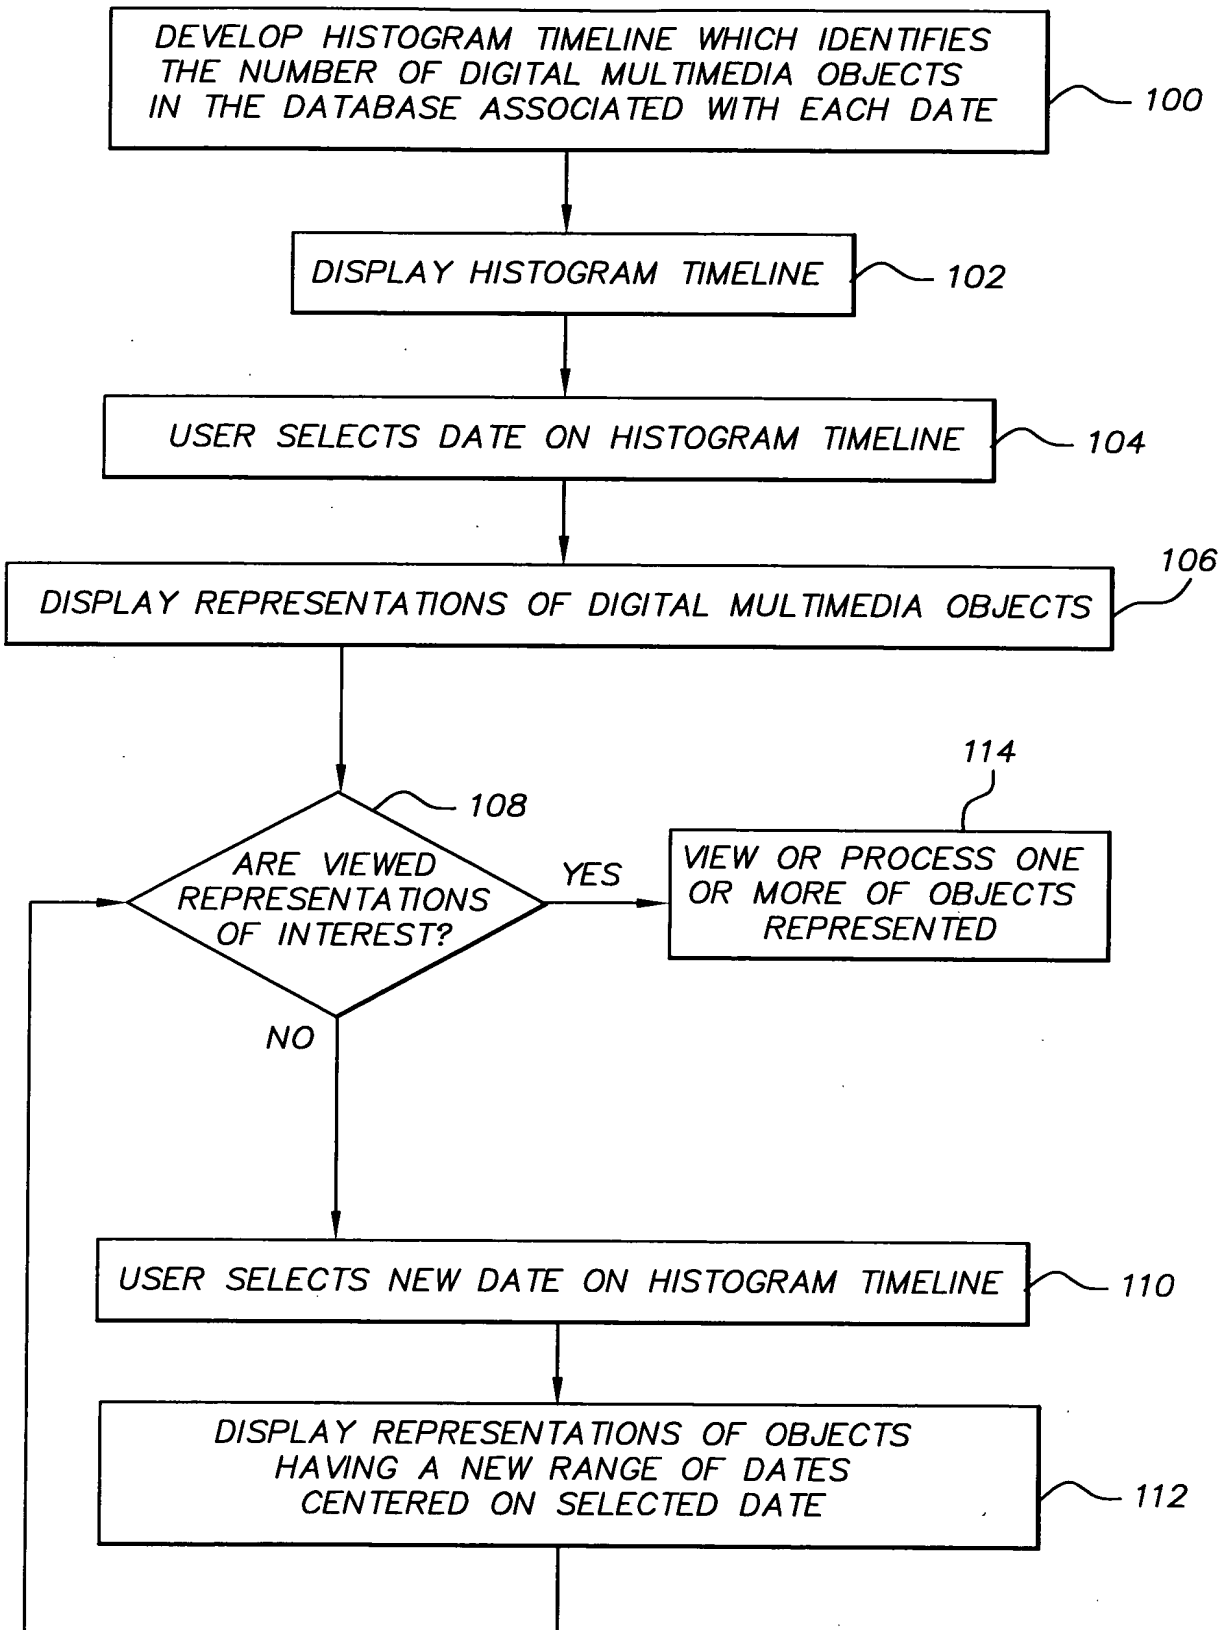 DEVELOP HISTOGRAM TIMELINE WHICH IDENTIFIES
THE NUMBER OF DIGITAL MULTIMEDIA OBJECTS
IN THE DATABASE ASSOCIATED WITH EACH DATE
100
DISPLAY HISTOGRAM TIMELINE
102
USER SELECTS DATE ON HISTOGRAM TIMELINE
104
106
DISPLAY REPRESENTATIONS OF DIGITAL MULTIMEDIA OBJECTS
114
108
ARE VIEWED
REPRESENTATIONS
OF INTEREST?
YES
VIEW OR PROCESS ONE
OR MORE OF OBJECTS
REPRESENTED
NO
USER SELECTS NEW DATE ON HISTOGRAM TIMELINE
110
DISPLAY REPRESENTATIONS OF OBJECTS
HAVING A NEW RANGE OF DATES
CENTERED ON SELECTED DATE
112